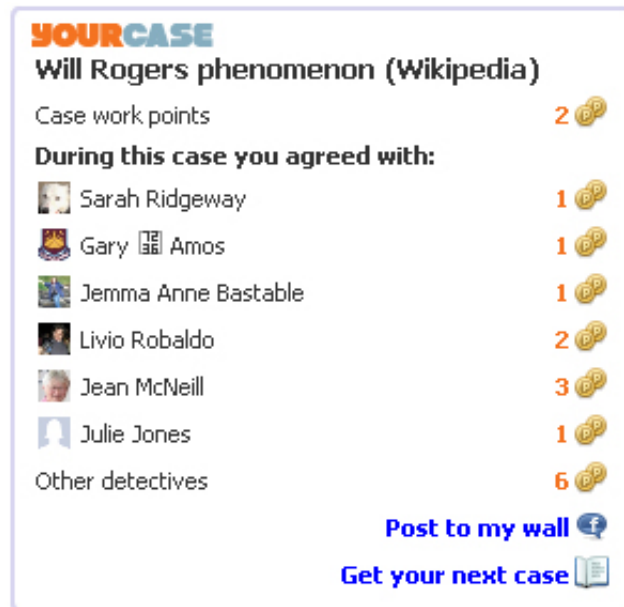 YOURCASE
Will Rogers phenomenon (Wikipedia)
Case work points 2
During this case you agreed with:
Sarah Ridgeway 1
Gary Amos 1
Jemma Anne Bastable 1
Livio Robaldo 2
Jean McNeill 3
Julie Jones 1
Other detectives 6
Post to my wall
Get your next case